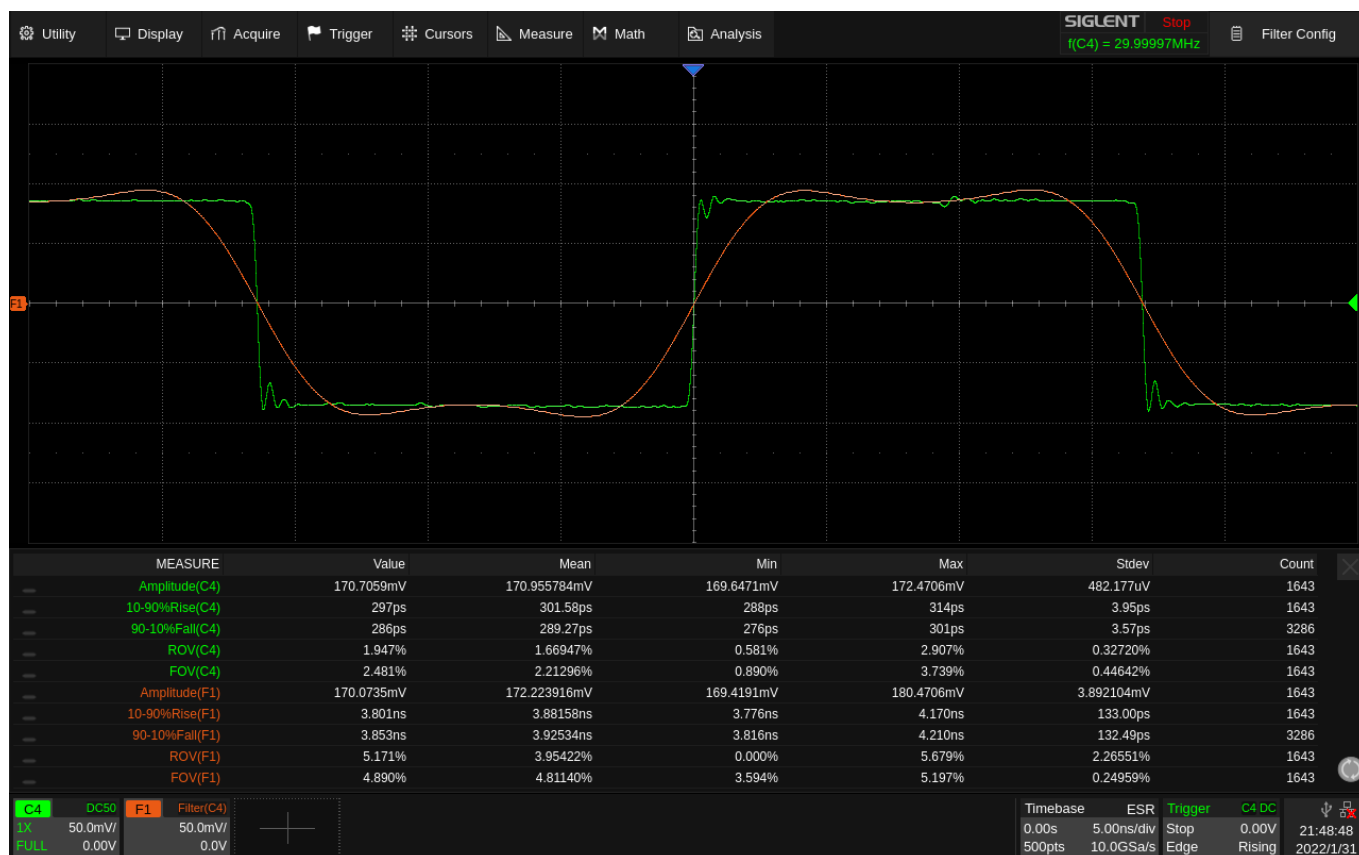 Utility Display Acquire Trigger Cursors Measure Math Analysis SIGLENT Stop Filter Config
f(C4) = 29.99997MHz
F1
MEASURE Value Mean Min Max Stdev Count
Amplitude(C4) 170.7059mV 170.955784mV 169.6471mV 172.4706mV 482.177uV 1643
10-90%Rise(C4) 297ps 301.58ps 288ps 314ps 3.95ps 1643
90-10%Fall(C4) 286ps 289.27ps 276ps 301ps 3.57ps 3286
ROV(C4) 1.947% 1.66947% 0.581% 2.907% 0.32720% 1643
FOV(C4) 2.481% 2.21296% 0.890% 3.739% 0.44642% 1643
Amplitude(F1) 170.0735mV 172.223916mV 169.4191mV 180.4706mV 3.892104mV 1643
10-90%Rise(F1) 3.801ns 3.88158ns 3.776ns 4.170ns 133.00ps 1643
90-10%Fall(F1) 3.853ns 3.92534ns 3.816ns 4.210ns 132.49ps 3286
ROV(F1) 5.171% 3.95422% 0.000% 5.679% 2.26551% 1643
FOV(F1) 4.890% 4.81140% 3.594% 5.197% 0.24959% 1643
C4 DC50 F1 Filter(C4) Timebase ESR Trigger C4 DC
1X 50.0mV/ 50.0mV/ 0.00s 5.00ns/div Stop 0.00V 21:48:48
FULL 0.00V 0.0V 500pts 10.0GSa/s Edge Rising 2022/1/31